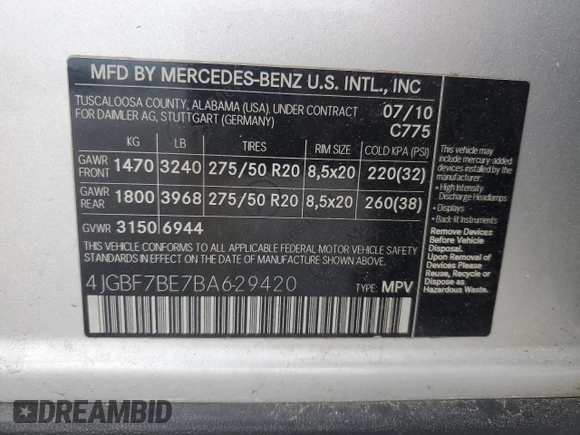 MFD BY MERCEDES-BENZ U.S. INTL., INC
TUSCALOOSA COUNTY, ALABAMA (USA), UNDER CONTRACT
FOR DAIMLER AG, STUTTGART (GERMANY)
07/10
C775
KG LB TIRES RIM SIZE COLD KPA (PSI)
GAWR
FRONT 1470 3240 275/50 R20 8,5x20 220(32)
GAWR
REAR 1800 3968 275/50 R20 8,5x20 260(38)
GVWR 3150 6944
THIS VEHICLE CONFORMS TO ALL APPLICABLE FEDERAL MOTOR VEHICLE SAFETY
STANDARDS IN EFFECT ON THE DATE OF MANUFACTURE SHOWN ABOVE.
4JGBF7BE7BA629420
TYPE: MPV
This vehicle may
include mercury added
devices installed by the
manufacturer:
• High Intensity
Discharge Headlamps
• Displays
• Back-lit Instruments
Remove Devices
Before Vehicle
Disposal.
Upon Removal of
Devices Please
Reuse, Recycle or
Dispose as
Hazardous Waste.
DREAMBID